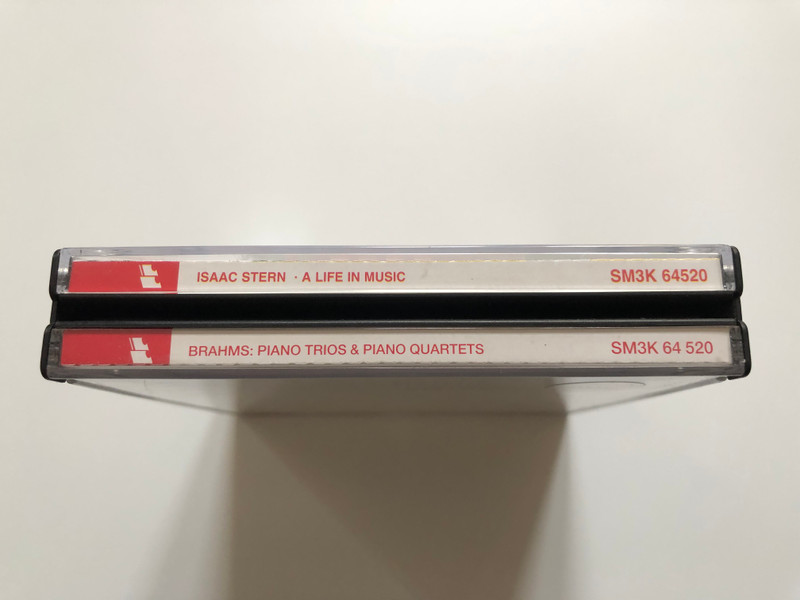 ISAAC STERN · A LIFE IN MUSIC SM3K 64520
BRAHMS: PIANO TRIOS & PIANO QUARTETS SM3K 64 520